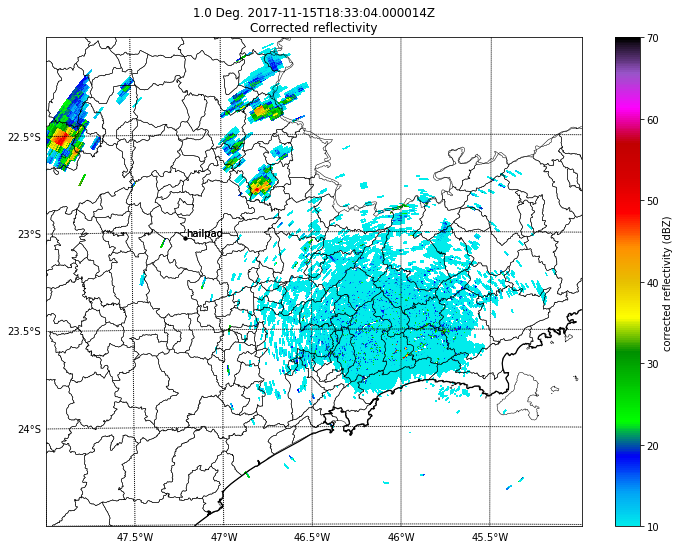 1.0 Deg. 2017-11-15T18:33:04.000014Z
Corrected reflectivity
22.5°S
23°S
23.5°S
24°S
hailpad
47.5°W
47°W
46.5°W
46°W
45.5°W
70
60
50
40
30
20
10
corrected reflectivity (dBZ)